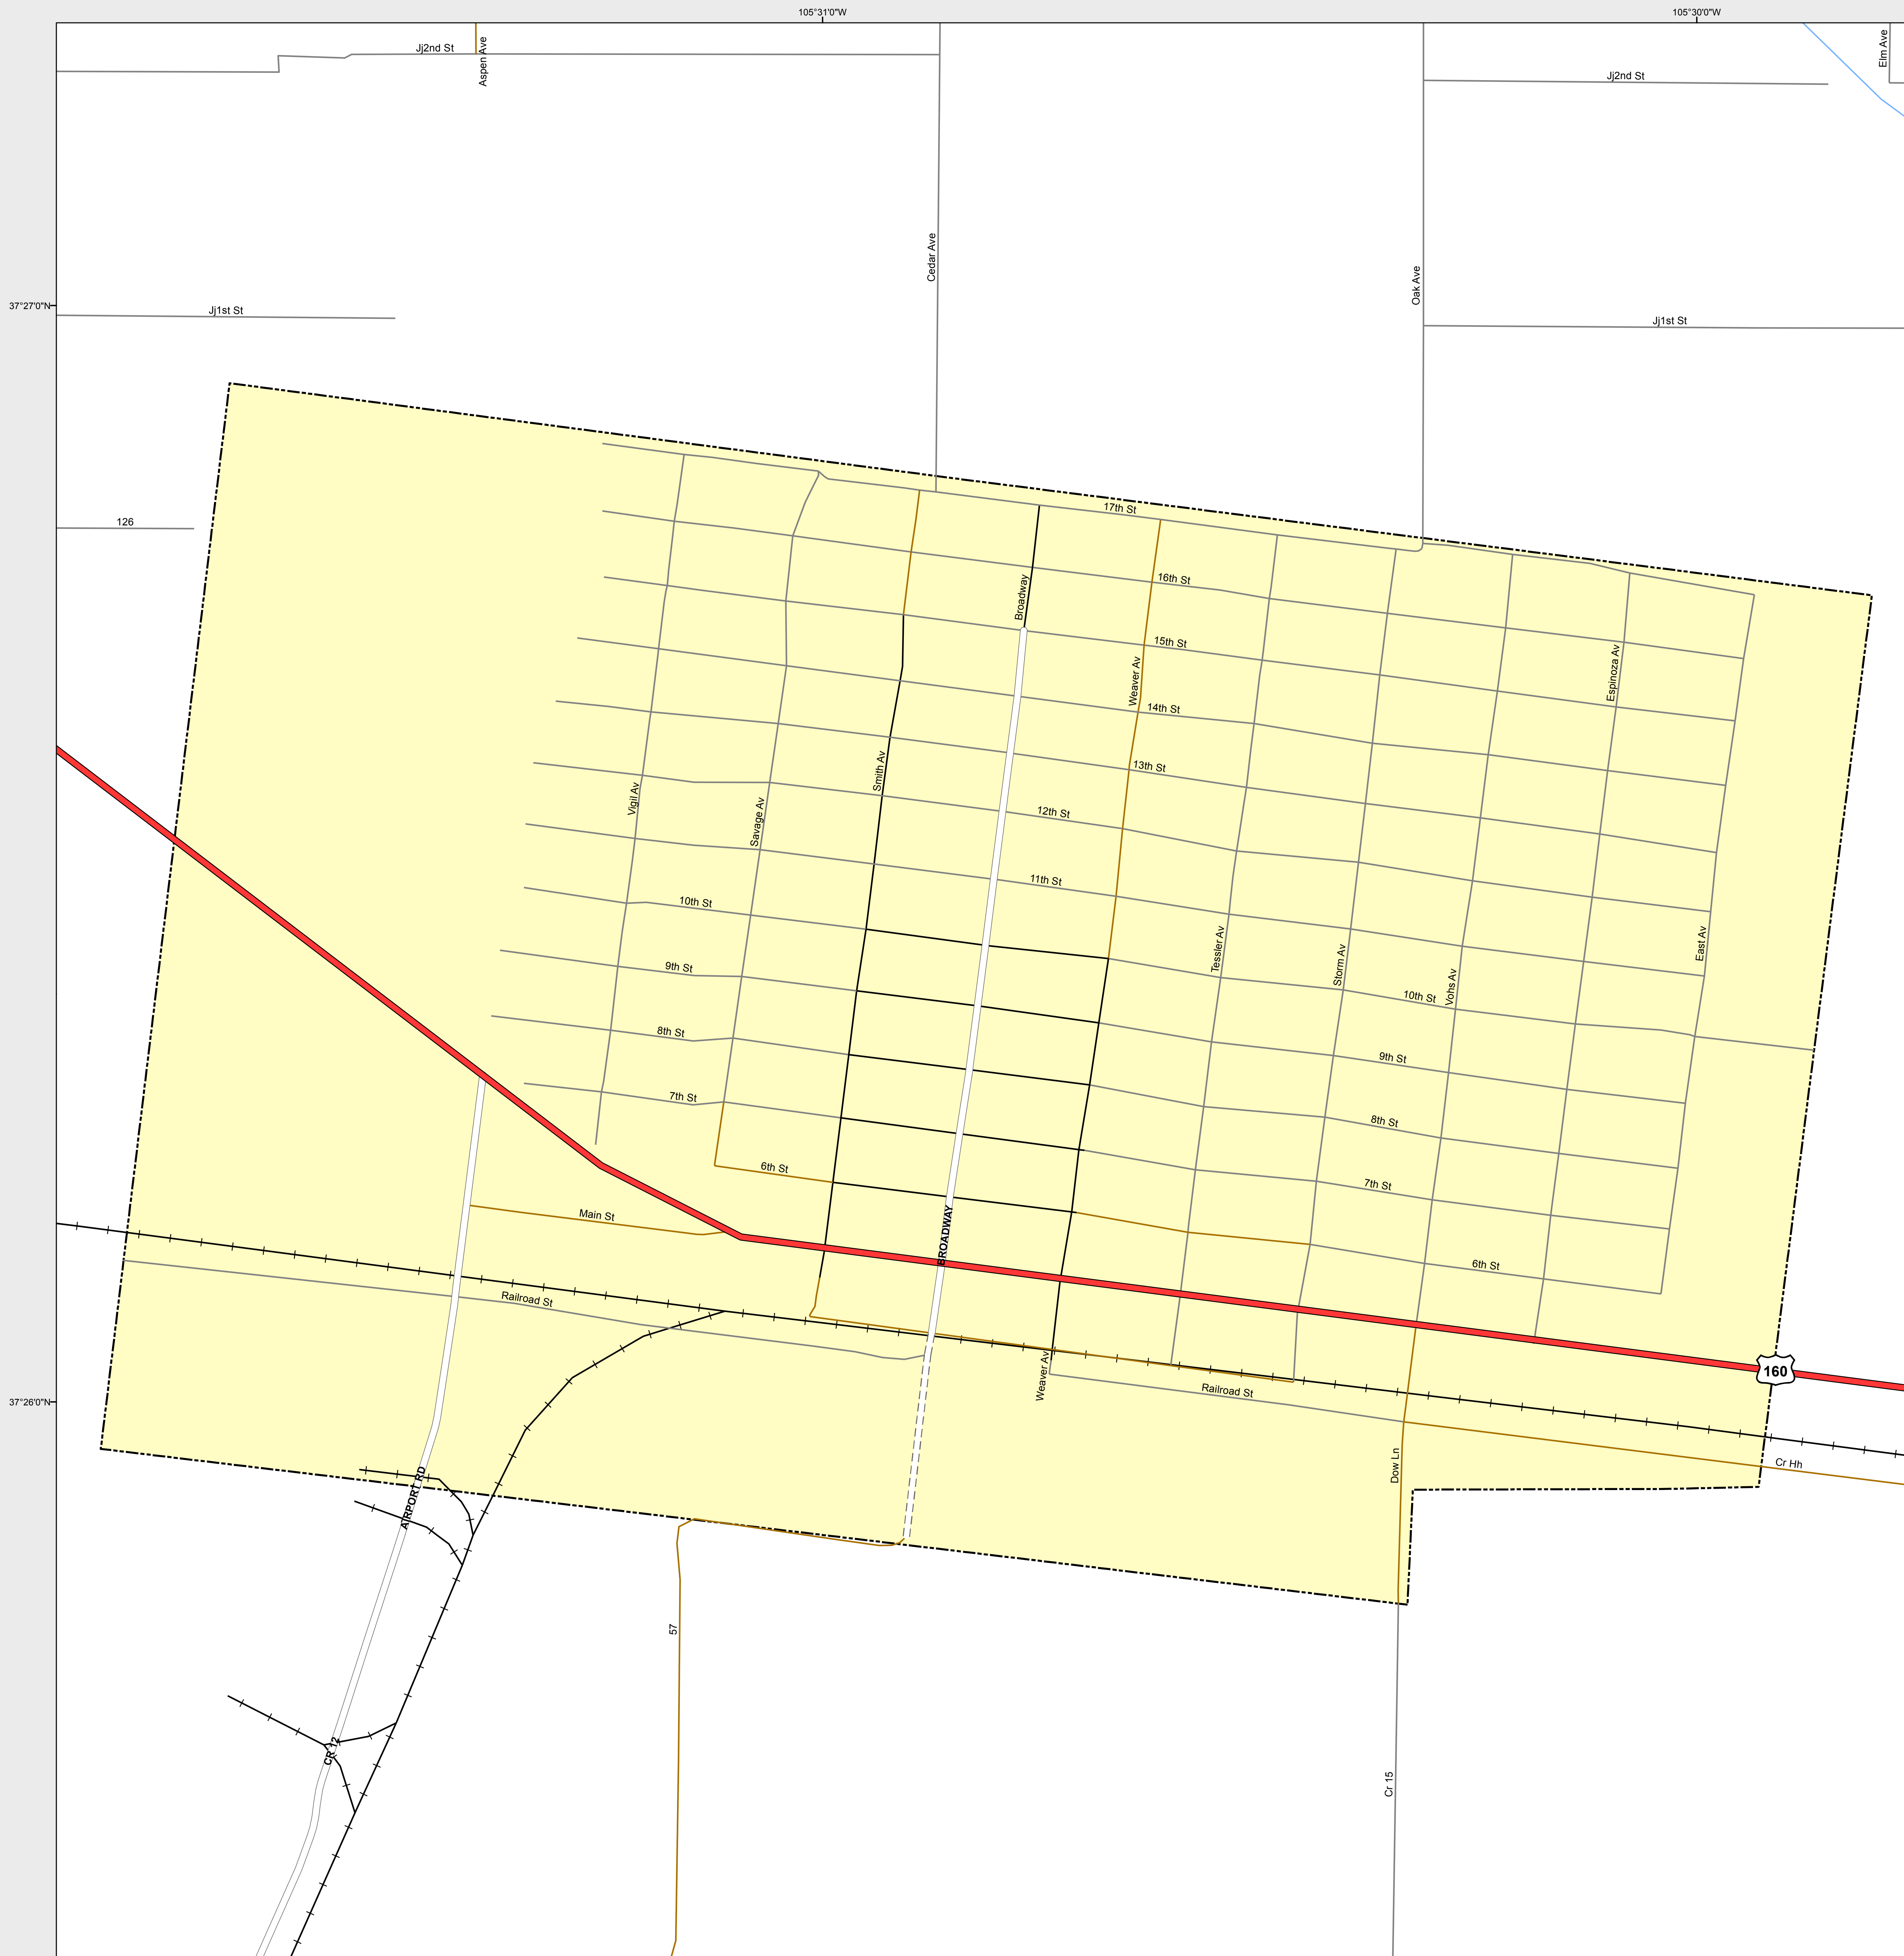 105°31'0"W
105°30'0"W
Jj2nd St
Aspen Ave
Elm Ave
Jj2nd St
Cedar Ave
Oak Ave
37°27'0"N
Jj1st St
Jj1st St
126
17th St
16th St
Broadway
15th St
Weaver Av
Espinoza Av
14th St
13th St
Smith Av
Vigil Av
Savage Av
12th St
11th St
10th St
Tessler Av
Storm Av
Vohs Av
East Av
9th St
10th St
8th St
9th St
7th St
8th St
6th St
7th St
Main St
BROADWAY
6th St
Railroad St
Weaver Av
Railroad St
160
37°26'0"N
AIRPORT RD
Dow Ln
Cr Hh
57
CR 12
Cr 15